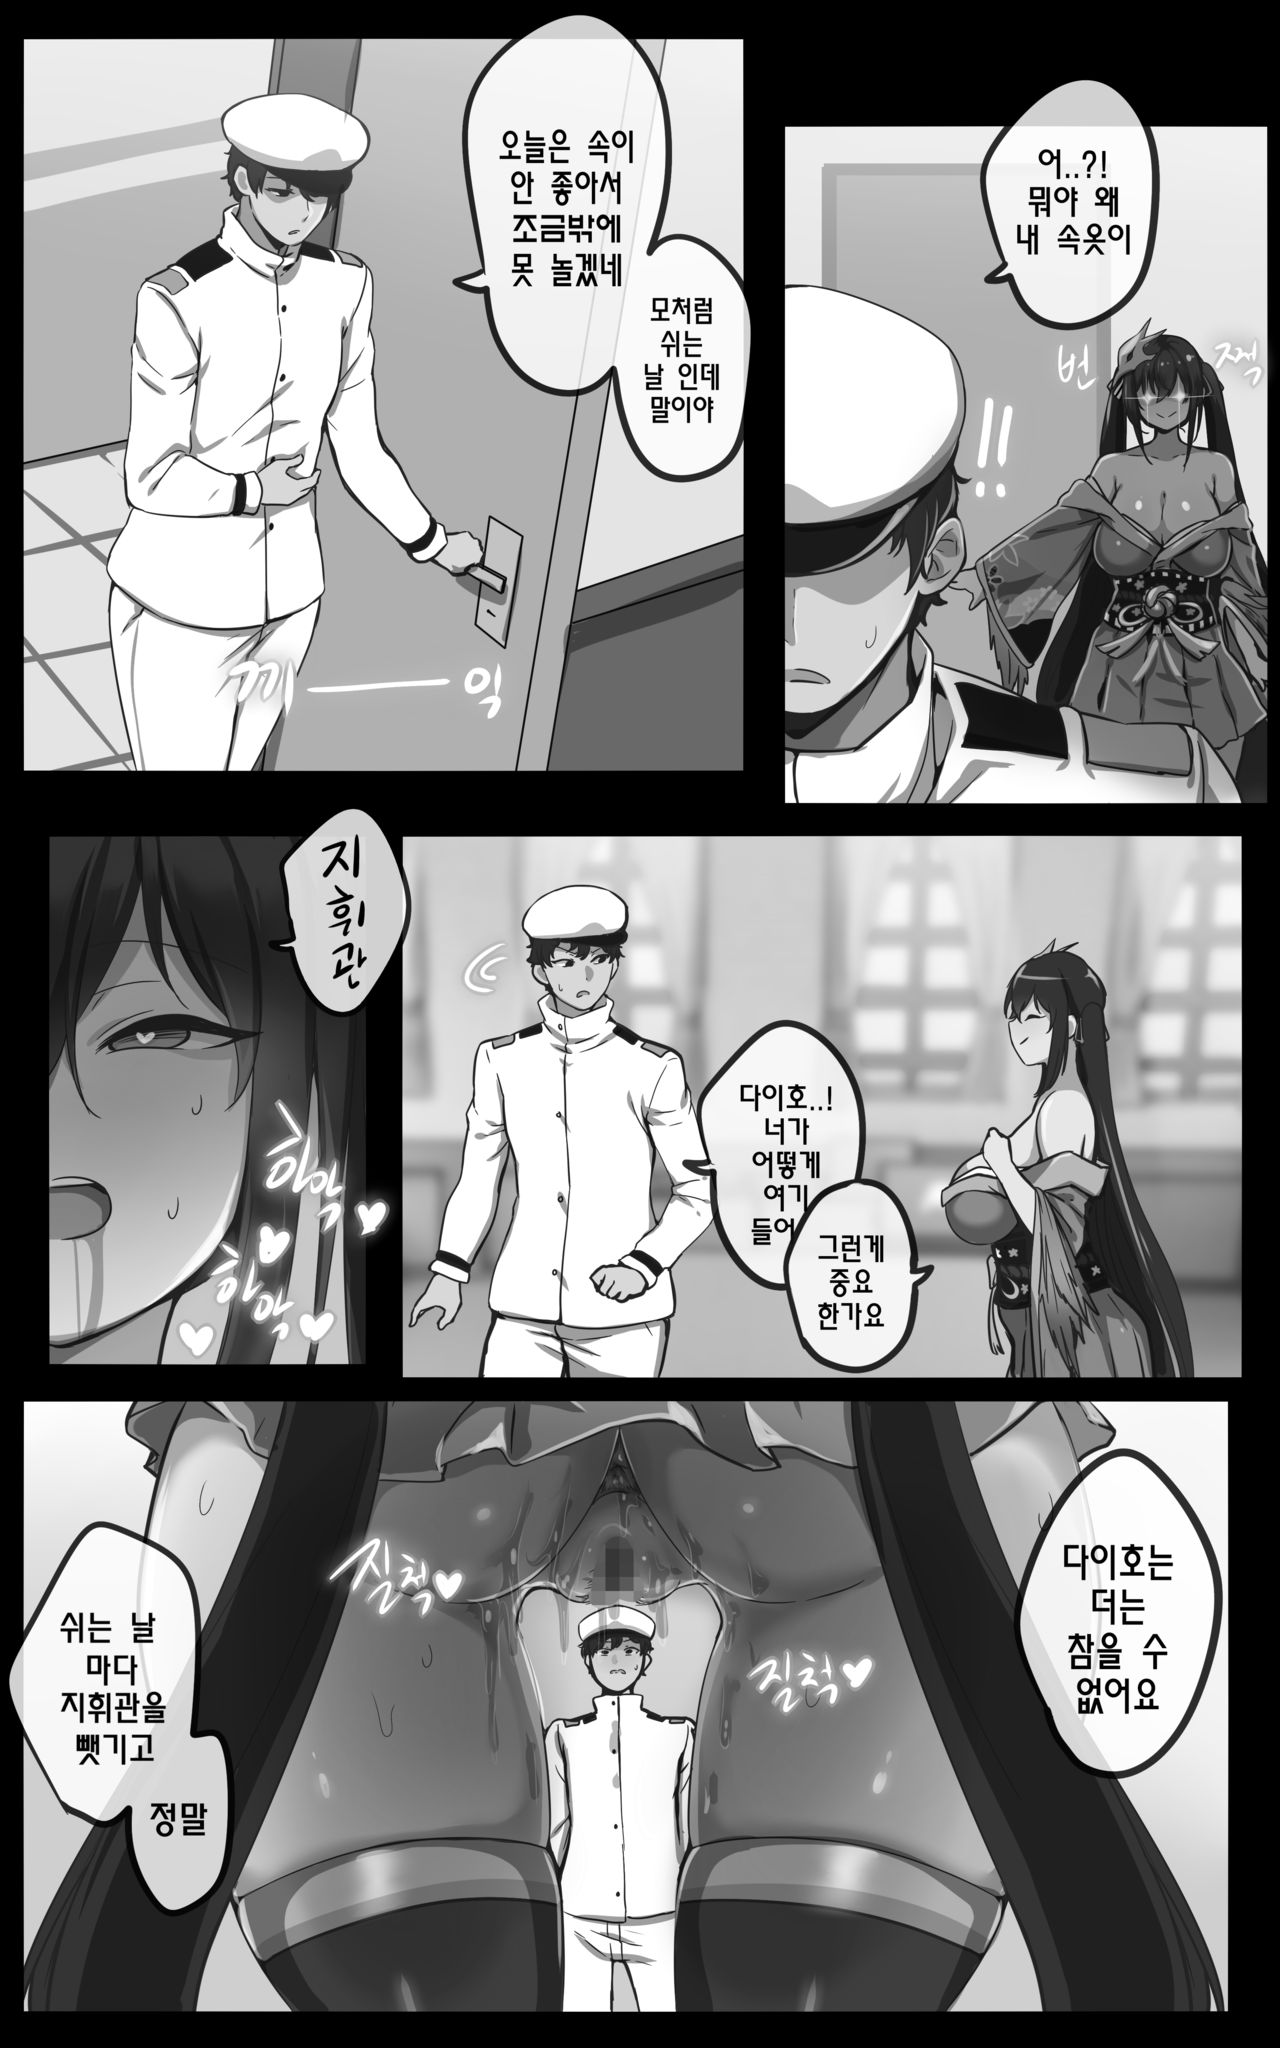 오늘은 속이
안 좋아서
조금밖에
못 놀겠네
모처럼
쉬는
날 인데
말이야
끼 익
어..?!
뭐야 왜
내 속옷이
!!
번 쩍
지
휘
관
하악
하악
다이호..!
너가
어떻게
여기
들어
그런게
중요
한가요
다이호는
더는
참을 수
없어요
질척
질척
쉬는 날
마다
지휘관을
뺏기고
정말